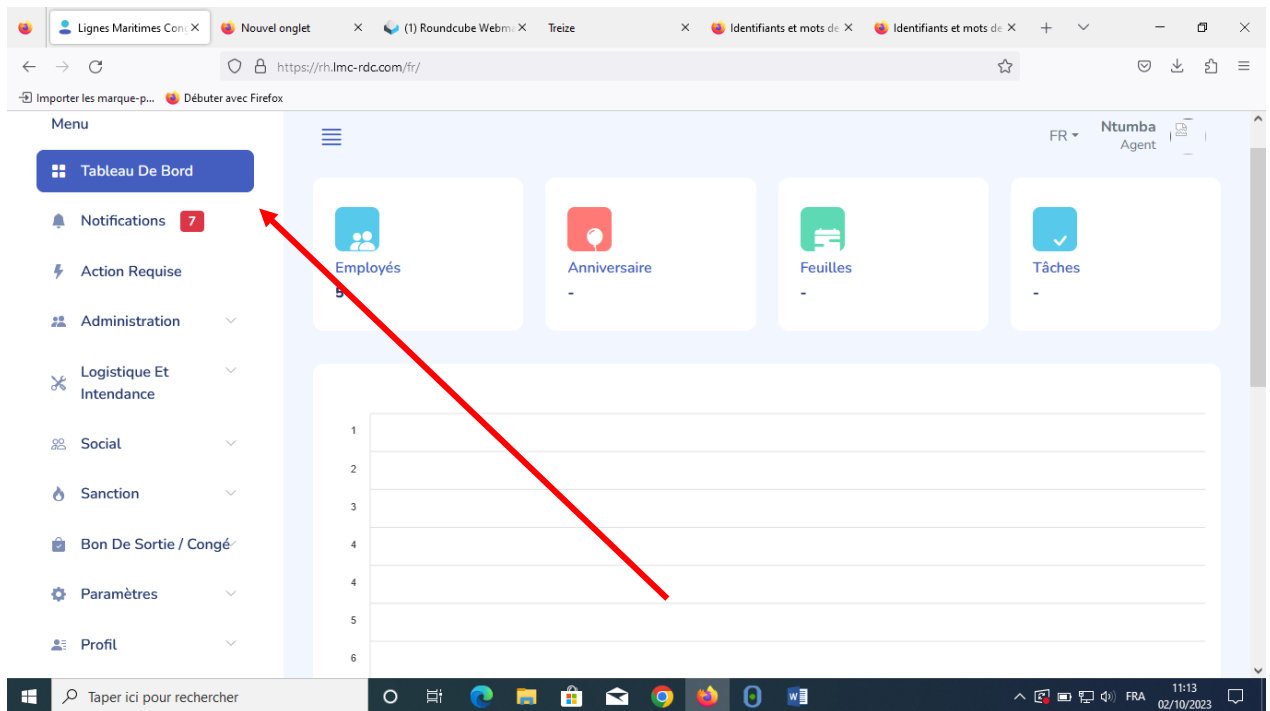 Lignes Maritimes Con
Nouvel onglet
(1) Roundcube Webma
Treize
Identifiants et mots de
Identifiants et mots de
https://rh.lmc-rdc.com/fr/
Importer les marque-p...
Débuter avec Firefox
Menu
Tableau De Bord
Notifications 7
Action Requise
Administration
Logistique Et
Intendance
Social
Sanction
Bon De Sortie / Congé
Paramètres
Profil
FR
Ntumba
Agent
Employés
5
Anniversaire
-
Feuilles
-
Tâches
-
1
2
3
4
4
5
6
Taper ici pour rechercher
FRA
11:13
02/10/2023